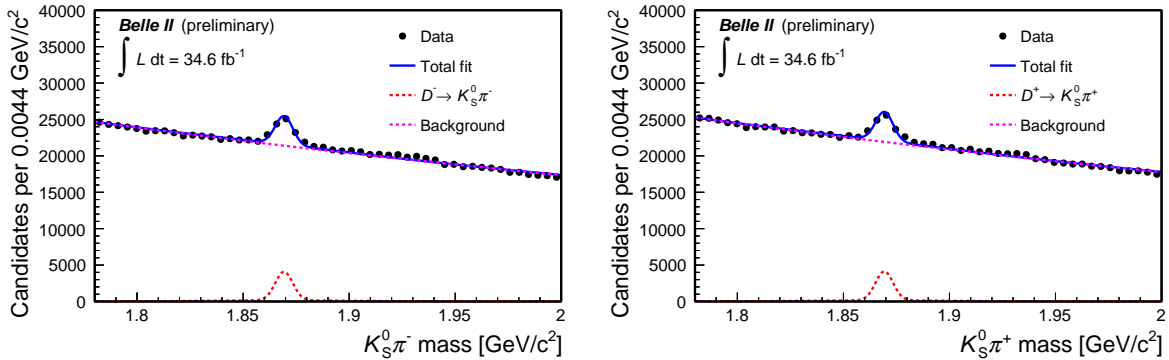 Candidates per 0.0044 GeV/c²
40000
35000
30000
25000
20000
15000
10000
5000
0
Belle II (preliminary)
∫ L dt = 34.6 fb⁻¹
Data
Total fit
D⁻→ K⁰_S π⁻
Background
1.8 1.85 1.9 1.95 2
K⁰_S π⁻ mass [GeV/c²]
Candidates per 0.0044 GeV/c²
40000
35000
30000
25000
20000
15000
10000
5000
0
Belle II (preliminary)
∫ L dt = 34.6 fb⁻¹
Data
Total fit
D⁺→ K⁰_S π⁺
Background
1.8 1.85 1.9 1.95 2
K⁰_S π⁺ mass [GeV/c²]